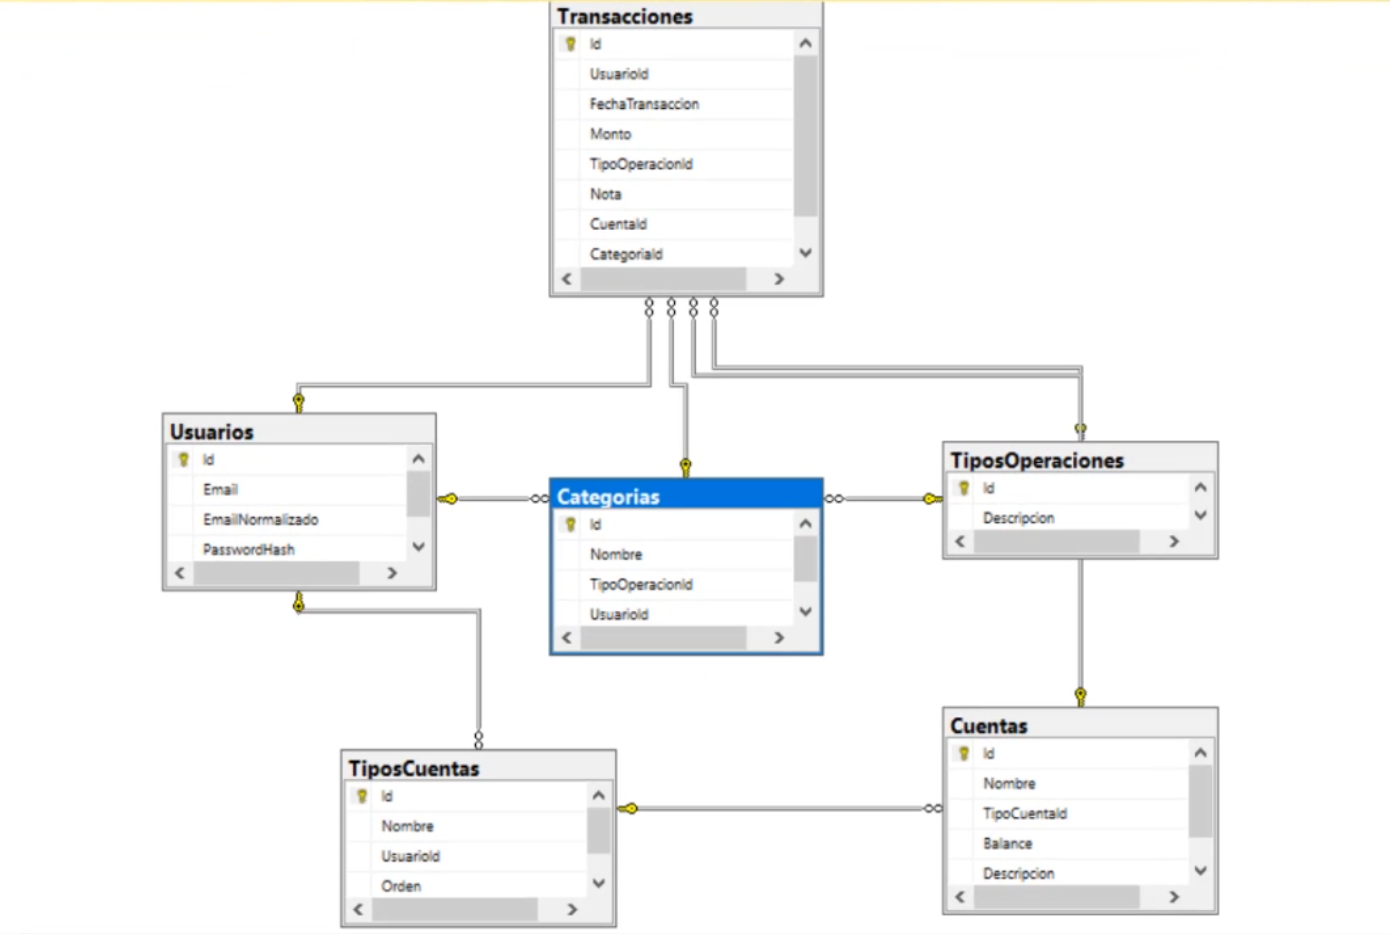 Transacciones
Id
UsuarioId
FechaTransaccion
Monto
TipoOperacionId
Nota
CuentaId
CategoriaId
Usuarios
Id
Email
EmailNormalizado
PasswordHash
Categorias
Id
Nombre
TipoOperacionId
UsuarioId
TiposOperaciones
Id
Descripcion
TiposCuentas
Id
Nombre
UsuarioId
Orden
Cuentas
Id
Nombre
TipoCuentaId
Balance
Descripcion